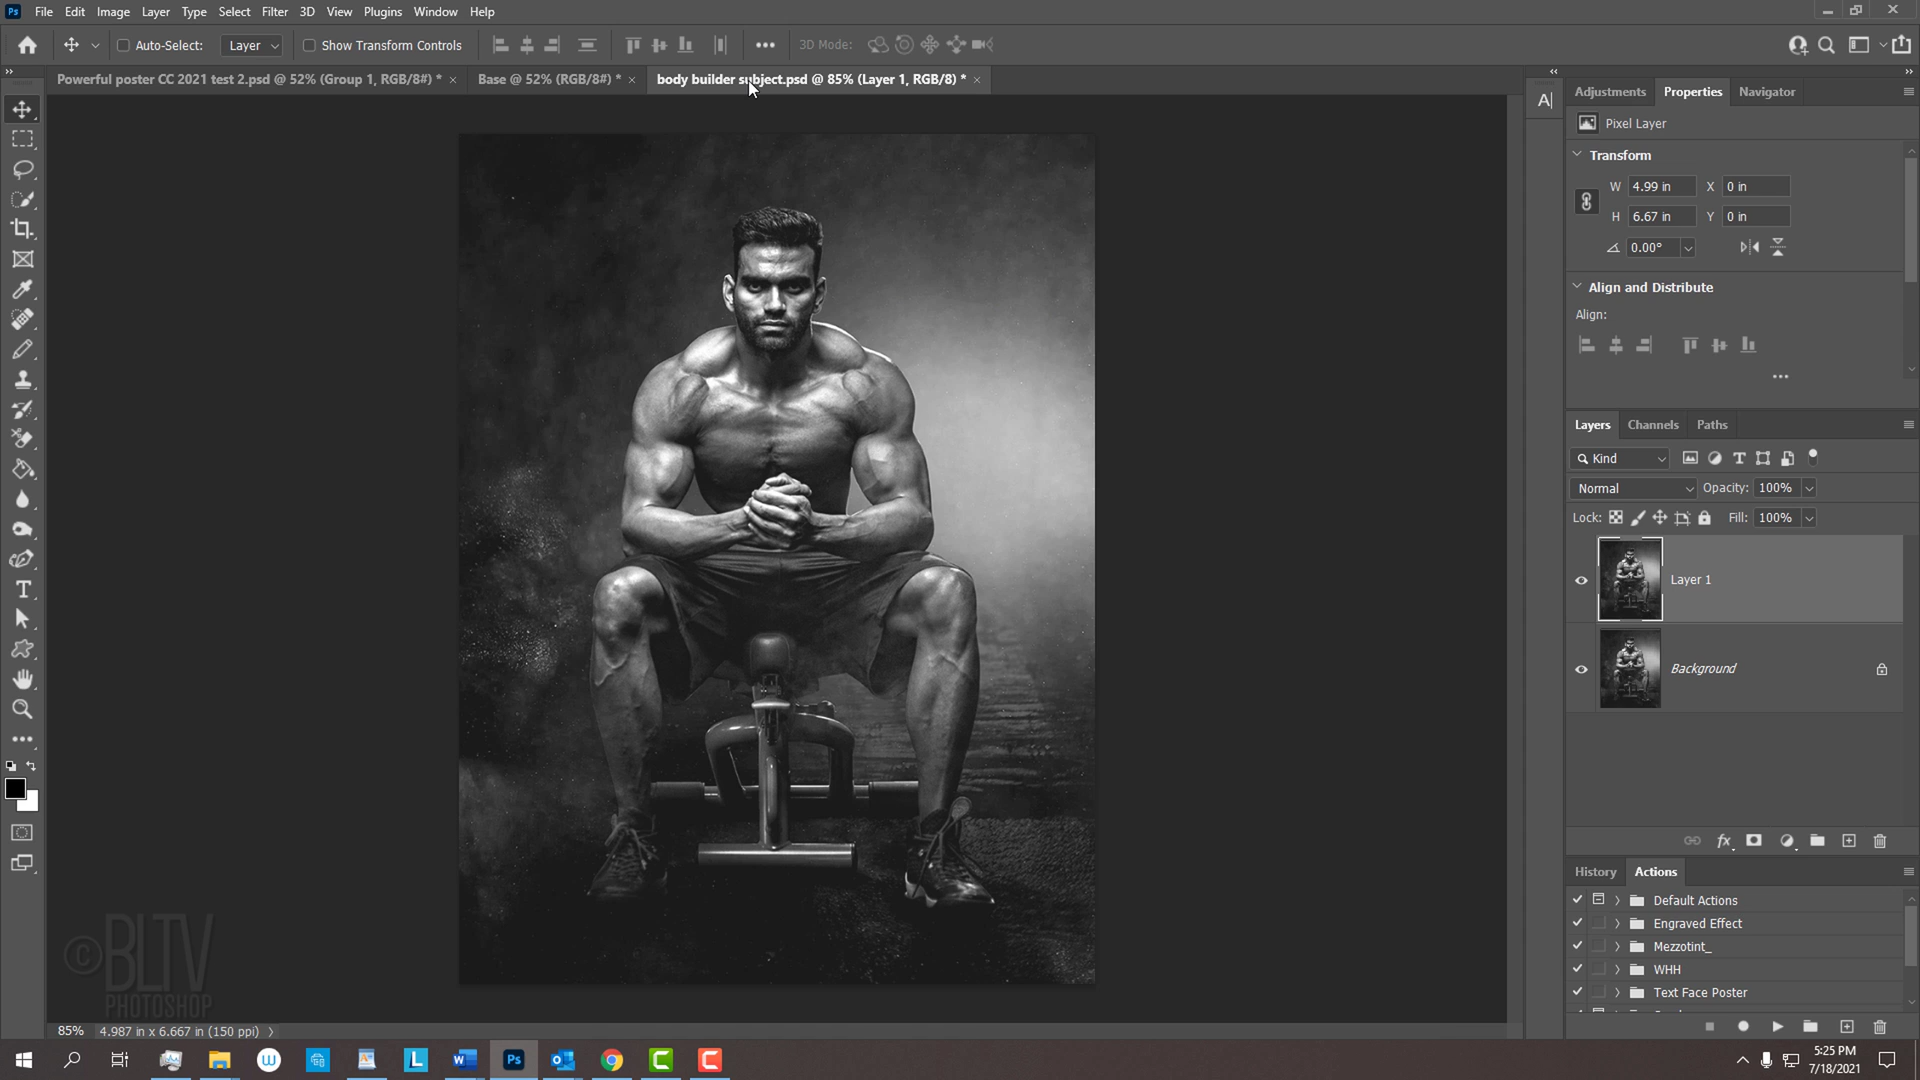 Ps File Edit Image Layer Type Select Filter 3D View Plugins Window Help
Auto-Select: Layer Show Transform Controls 3D Mode:
Powerful poster CC 2021 test 2.psd @ 52% (Group 1, RGB/8#) * × Base @ 52% (RGB/8#) * × body builder subject.psd @ 85% (Layer 1, RGB/8) * ×
A|
Adjustments Properties Navigator
Pixel Layer
Transform
W 4.99 in X 0 in
H 6.67 in Y 0 in
0.00°
Align and Distribute
Align:
Layers Channels Paths
Kind
Normal Opacity: 100%
Lock: Fill: 100%
Layer 1
Background
fx
History Actions
Default Actions
Engraved Effect
Mezzotint_
WHH
Text Face Poster
©BLTV
PHOTOSHOP
85% 4.987 in x 6.667 in (150 ppi)
W L W Ps C C
5:25 PM
7/18/2021